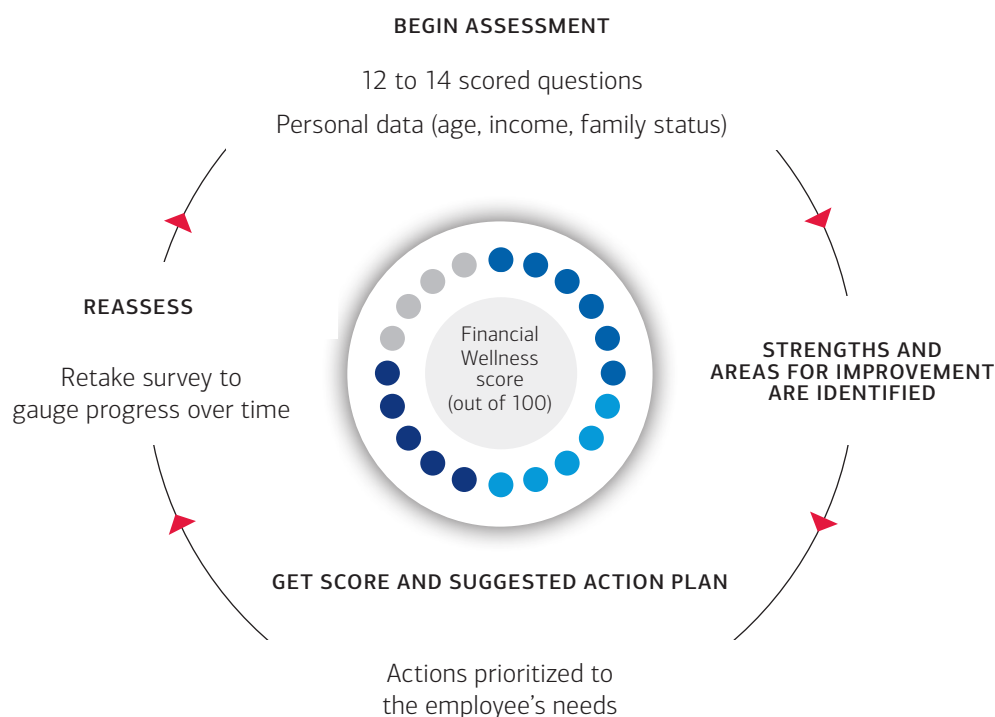 BEGIN ASSESSMENT
12 to 14 scored questions
Personal data (age, income, family status)
STRENGTHS AND
AREAS FOR IMPROVEMENT
ARE IDENTIFIED
GET SCORE AND SUGGESTED ACTION PLAN
Actions prioritized to
the employee’s needs
REASSESS
Retake survey to
gauge progress over time
Financial
Wellness
score
(out of 100)